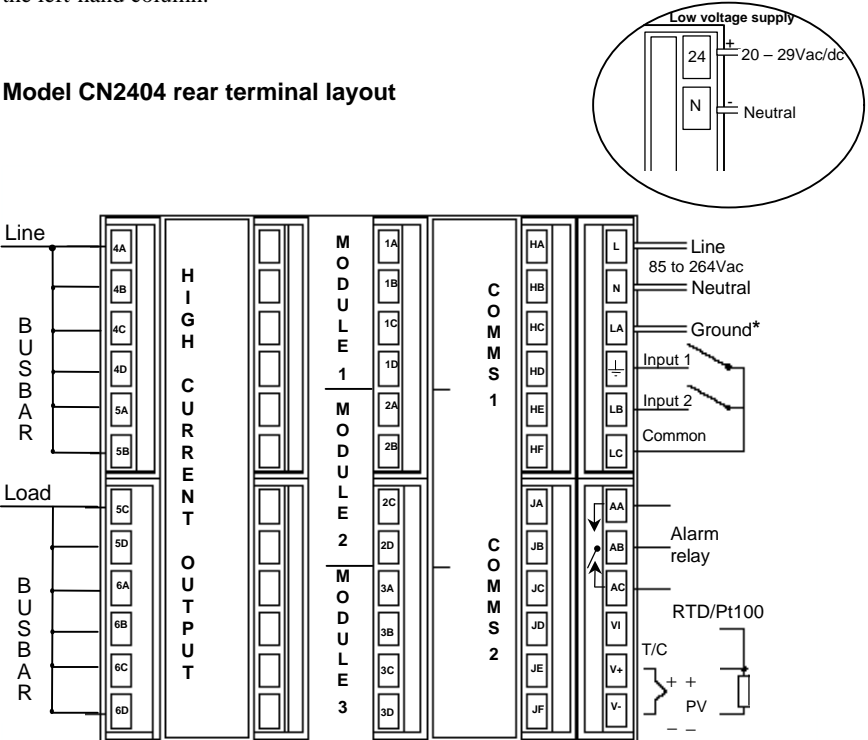 the left-hand column.
Low voltage supply
24
+
20 – 29Vac/dc
N
-
Neutral
Model CN2404 rear terminal layout
Line
BUSBAR
4A
4B
4C
4D
5A
5B
Load
BUSBAR
5C
5D
6A
6B
6C
6D
HIGH CURRENT OUTPUT
MODULE 1
MODULE 2
MODULE 3
1A
1B
1C
1D
2A
2B
2C
2D
3A
3B
3C
3D
COMMS 1
COMMS 2
HA
HB
HC
HD
HE
HF
JA
JB
JC
JD
JE
JF
L
N
LA
LB
LC
AA
AB
AC
VI
V+
V-
Line
85 to 264Vac
Neutral
Ground*
Input 1
Input 2
Common
Alarm
relay
RTD/Pt100
T/C
+ +
PV
– –